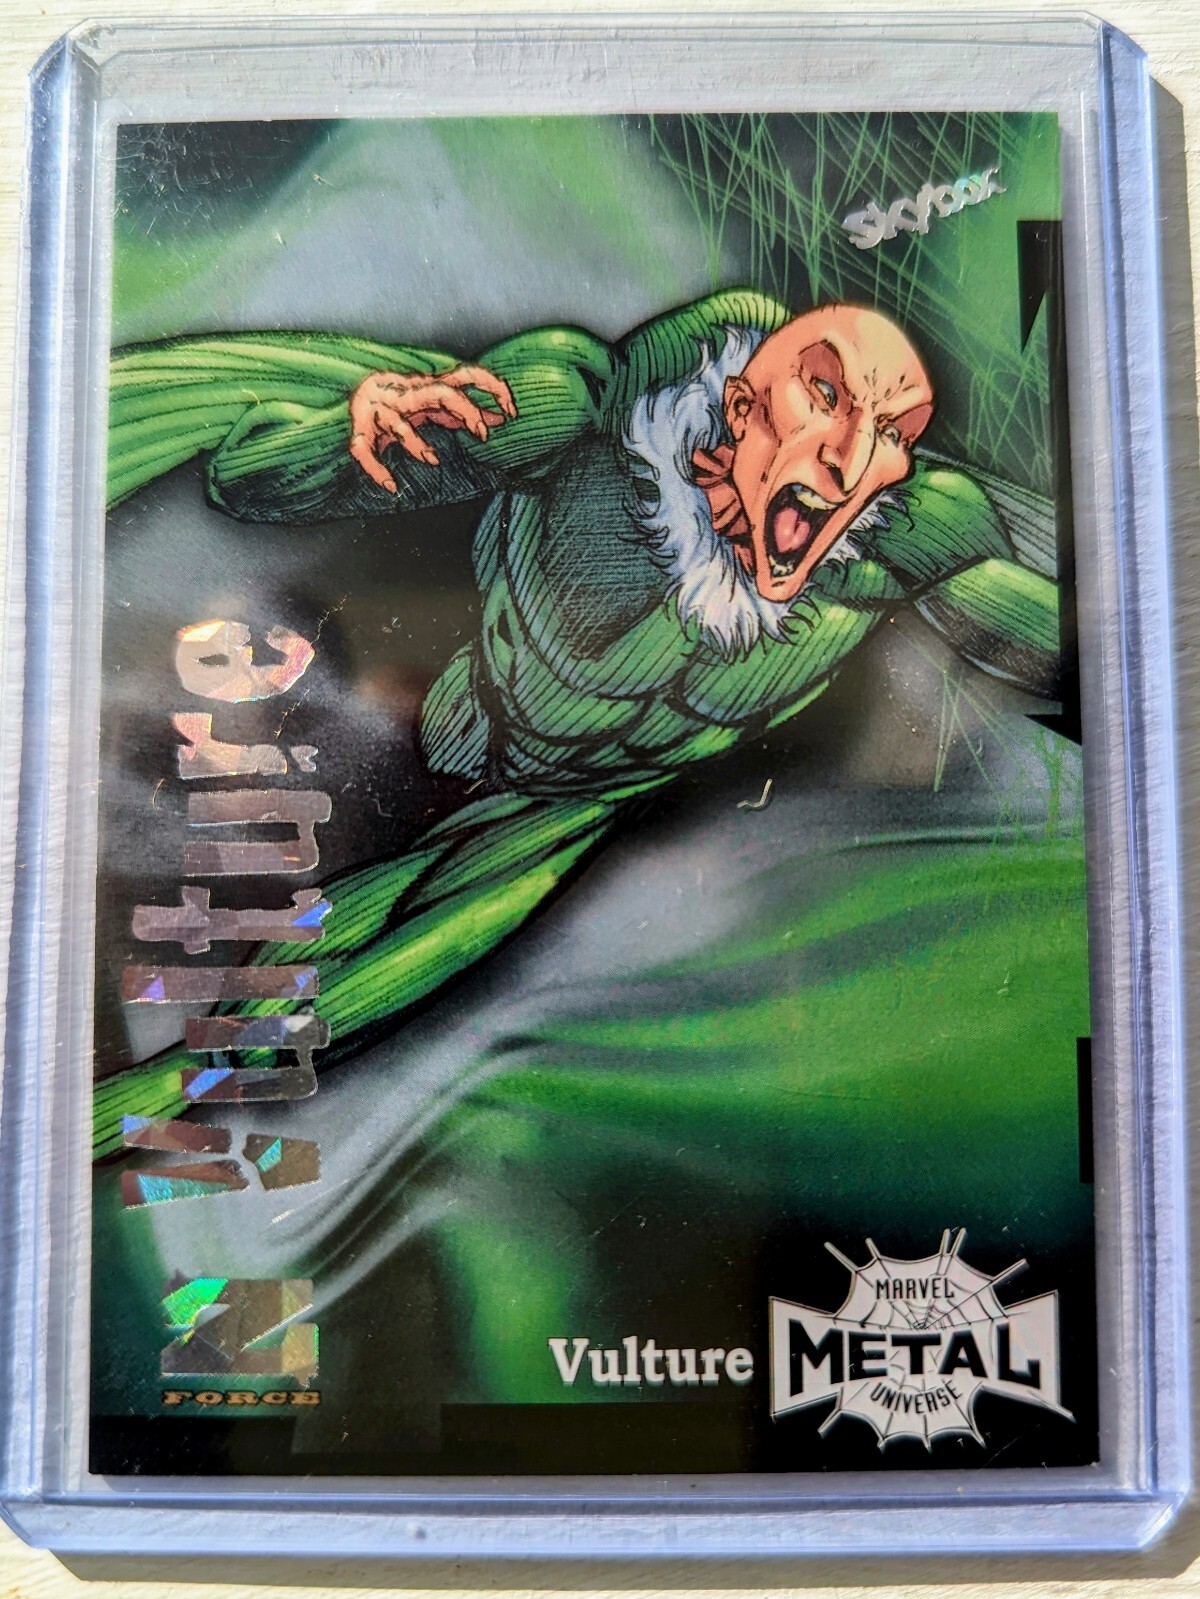 SKYBOX
Vulture
Z
FORCE
Vulture
MARVEL
METAL
UNIVERSE